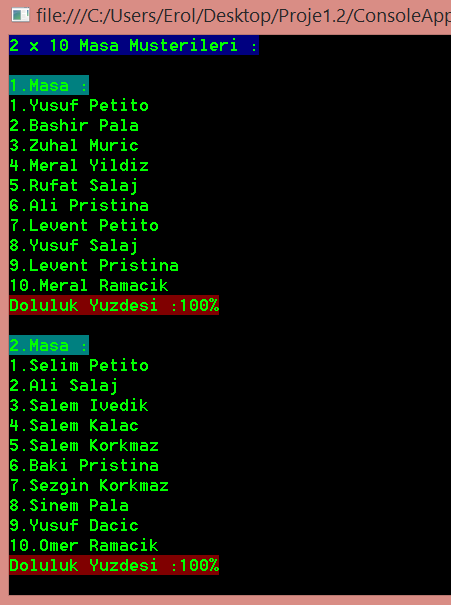 file:///C:/Users/Erol/Desktop/Proje1.2/ConsoleApp
2 x 10 Masa Musterileri :
1.Masa :
1.Yusuf Petito
2.Bashir Pala
3.Zuhal Muric
4.Meral Yildiz
5.Rufat Salaj
6.Ali Pristina
7.Levent Petito
8.Yusuf Salaj
9.Levent Pristina
10.Meral Ramacik
Doluluk Yuzdesi :100%
2.Masa :
1.Selim Petito
2.Ali Salaj
3.Salem Ivedik
4.Salem Kalac
5.Salem Korkmaz
6.Baki Pristina
7.Sezgin Korkmaz
8.Sinem Pala
9.Yusuf Dacic
10.Omer Ramacik
Doluluk Yuzdesi :100%